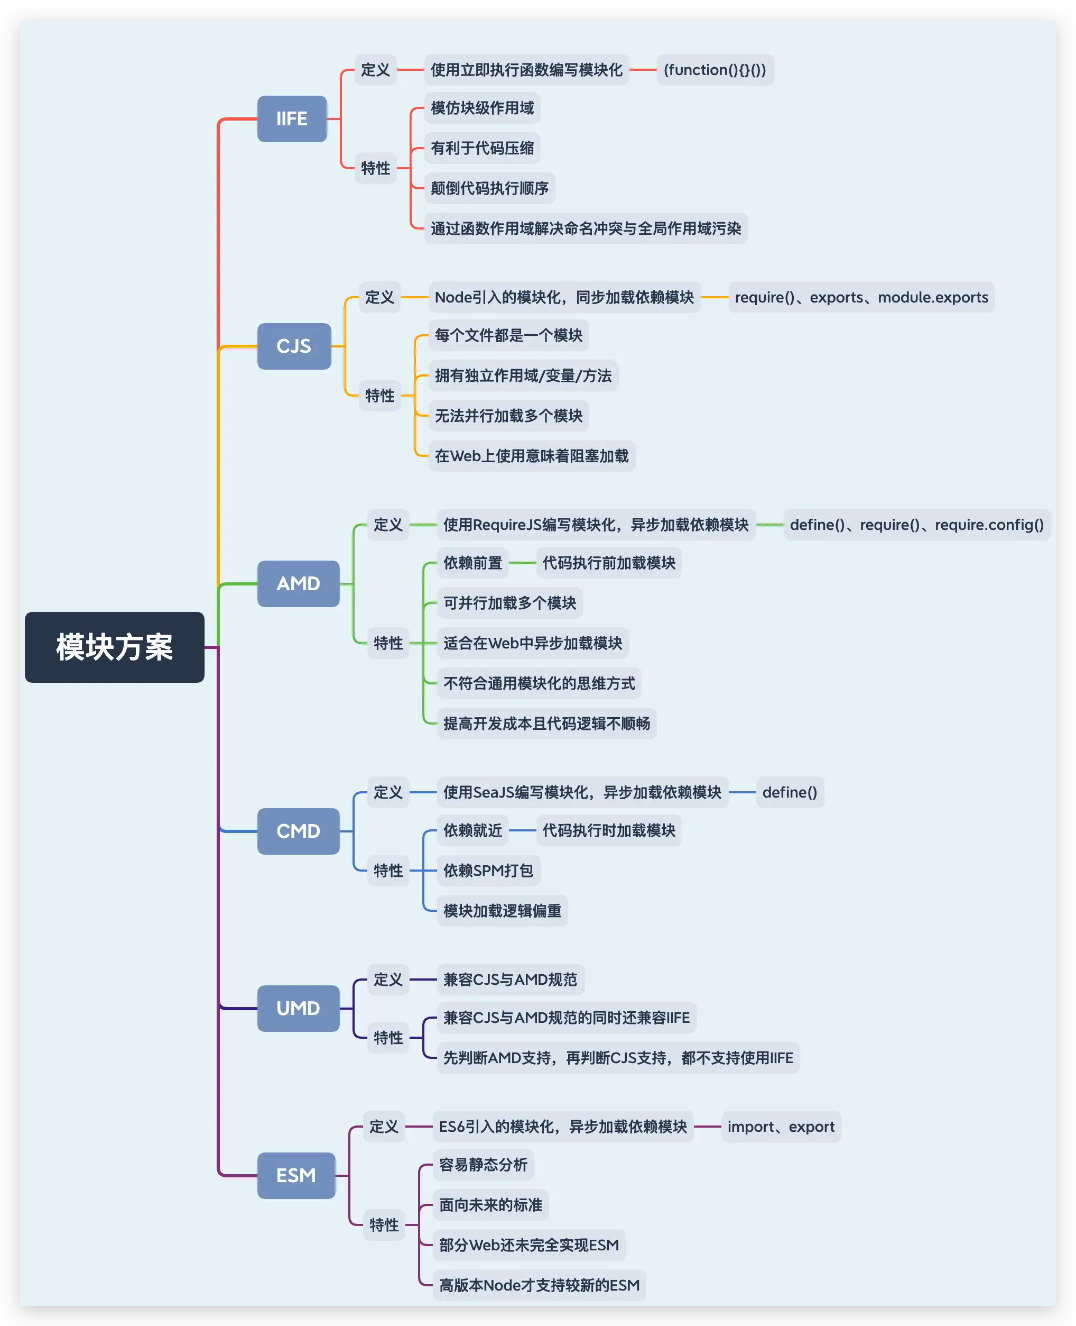 模块方案
IIFE
定义
使用立即执行函数编写模块化
(function(){}())
特性
模仿块级作用域
有利于代码压缩
颠倒代码执行顺序
通过函数作用域解决命名冲突与全局作用域污染
CJS
定义
Node引入的模块化，同步加载依赖模块
require()、exports、module.exports
特性
每个文件都是一个模块
拥有独立作用域/变量/方法
无法并行加载多个模块
在Web上使用意味着阻塞加载
AMD
定义
使用RequireJS编写模块化，异步加载依赖模块
define()、require()、require.config()
特性
依赖前置
代码执行前加载模块
可并行加载多个模块
适合在Web中异步加载模块
不符合通用模块化的思维方式
提高开发成本且代码逻辑不顺畅
CMD
定义
使用SeaJS编写模块化，异步加载依赖模块
define()
特性
依赖就近
代码执行时加载模块
依赖SPM打包
模块加载逻辑偏重
UMD
定义
兼容CJS与AMD规范
特性
兼容CJS与AMD规范的同时还兼容IIFE
先判断AMD支持，再判断CJS支持，都不支持使用IIFE
ESM
定义
ES6引入的模块化，异步加载依赖模块
import、export
特性
容易静态分析
面向未来的标准
部分Web还未完全实现ESM
高版本Node才支持较新的ESM